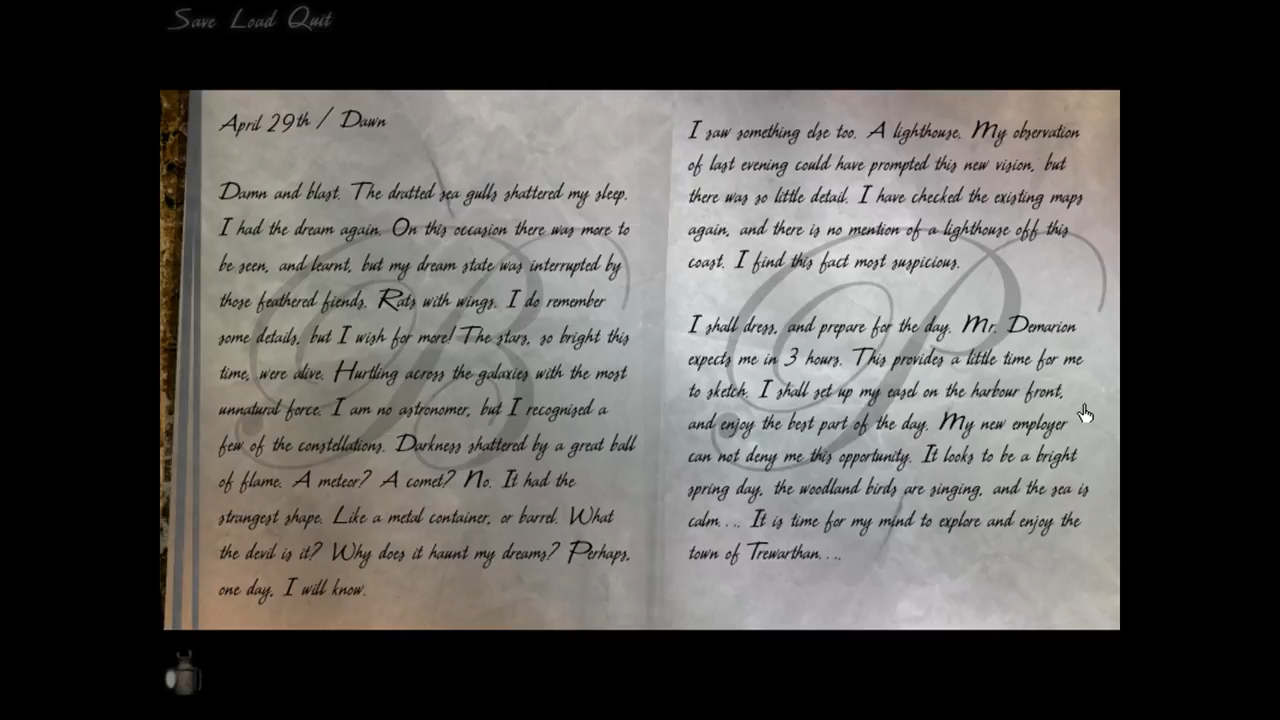 Save Load Quit
April 29th / Dawn
Damn and blast. The dratted sea gulls shattered my sleep.
I had the dream again. On this occasion there was more to
be seen, and learnt, but my dream state was interrupted by
those feathered fiends. Rats with wings. I do remember
some details, but I wish for more! The stars, so bright this
time, were alive. Hurtling across the galaxies with the most
unnatural force. I am no astronomer, but I recognised a
few of the constellations. Darkness shattered by a great ball
of flame. A meteor? A comet? No. It had the
strangest shape. Like a metal container, or barrel. What
the devil is it? Why does it haunt my dreams? Perhaps,
one day, I will know.
I saw something else too. A lighthouse. My observation
of last evening could have prompted this new vision, but
there was so little detail. I have checked the existing maps
again, and there is no mention of a lighthouse off this
coast. I find this fact most suspicious.
I shall dress, and prepare for the day. Mr. Demarion
expects me in 3 hours. This provides a little time for me
to sketch. I shall set up my easel on the harbour front,
and enjoy the best part of the day. My new employer
can not deny me this opportunity. It looks to be a bright
spring day, the woodland birds are singing, and the sea is
calm.... It is time for my mind to explore and enjoy the
town of Trewarthan....
B P